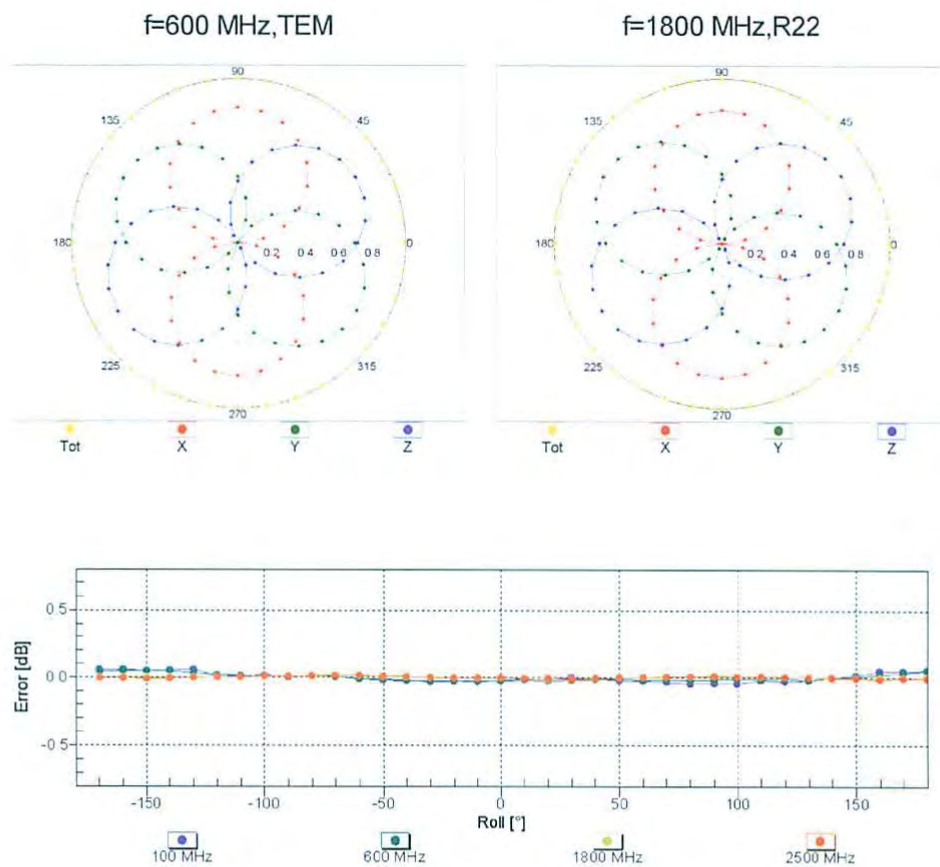 f=600 MHz,TEM
f=1800 MHz,R22
90
135
45
180
0.2 0.4 0.6 0.8
0
225
315
270
Tot X Y Z
90
135
45
180
0.2 0.4 0.6 0.8
0
225
315
270
Tot X Y Z
Error [dB]
0.5
0.0
-0.5
-150 -100 -50 0 50 100 150
Roll [°]
100 MHz 600 MHz 1800 MHz 2500 MHz